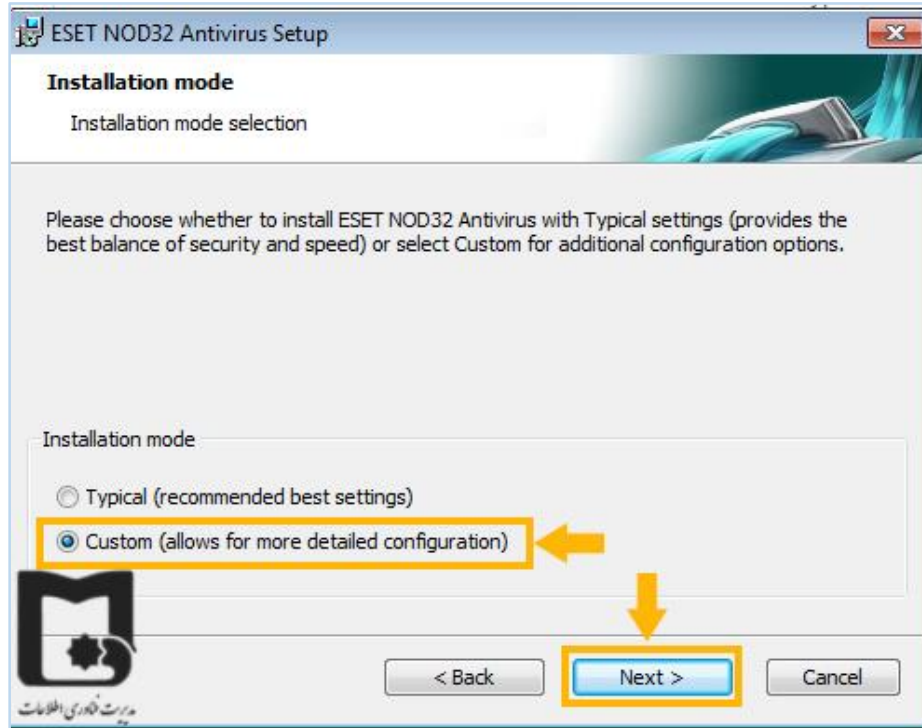 ESET NOD32 Antivirus Setup
Installation mode
Installation mode selection
Please choose whether to install ESET NOD32 Antivirus with Typical settings (provides the
best balance of security and speed) or select Custom for additional configuration options.
Installation mode
Typical (recommended best settings)
Custom (allows for more detailed configuration)
< Back
Next >
Cancel
مدیریت فناوری اطلاعات